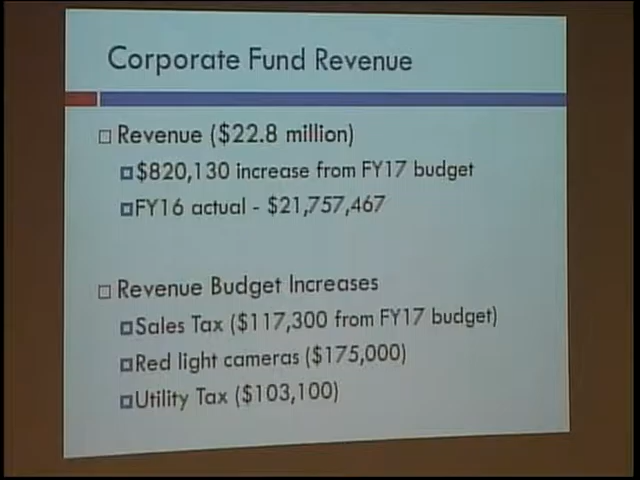 Corporate Fund Revenue
Revenue ($22.8 million)
$820,130 increase from FY17 budget
FY16 actual - $21,757,467
Revenue Budget Increases
Sales Tax ($117,300 from FY17 budget)
Red light cameras ($175,000)
Utility Tax ($103,100)